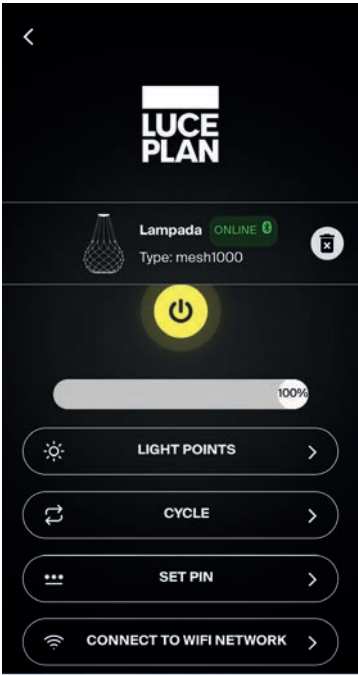 LUCE
PLAN
Lampada ONLINE
Type: mesh1000
100%
LIGHT POINTS
CYCLE
SET PIN
CONNECT TO WIFI NETWORK